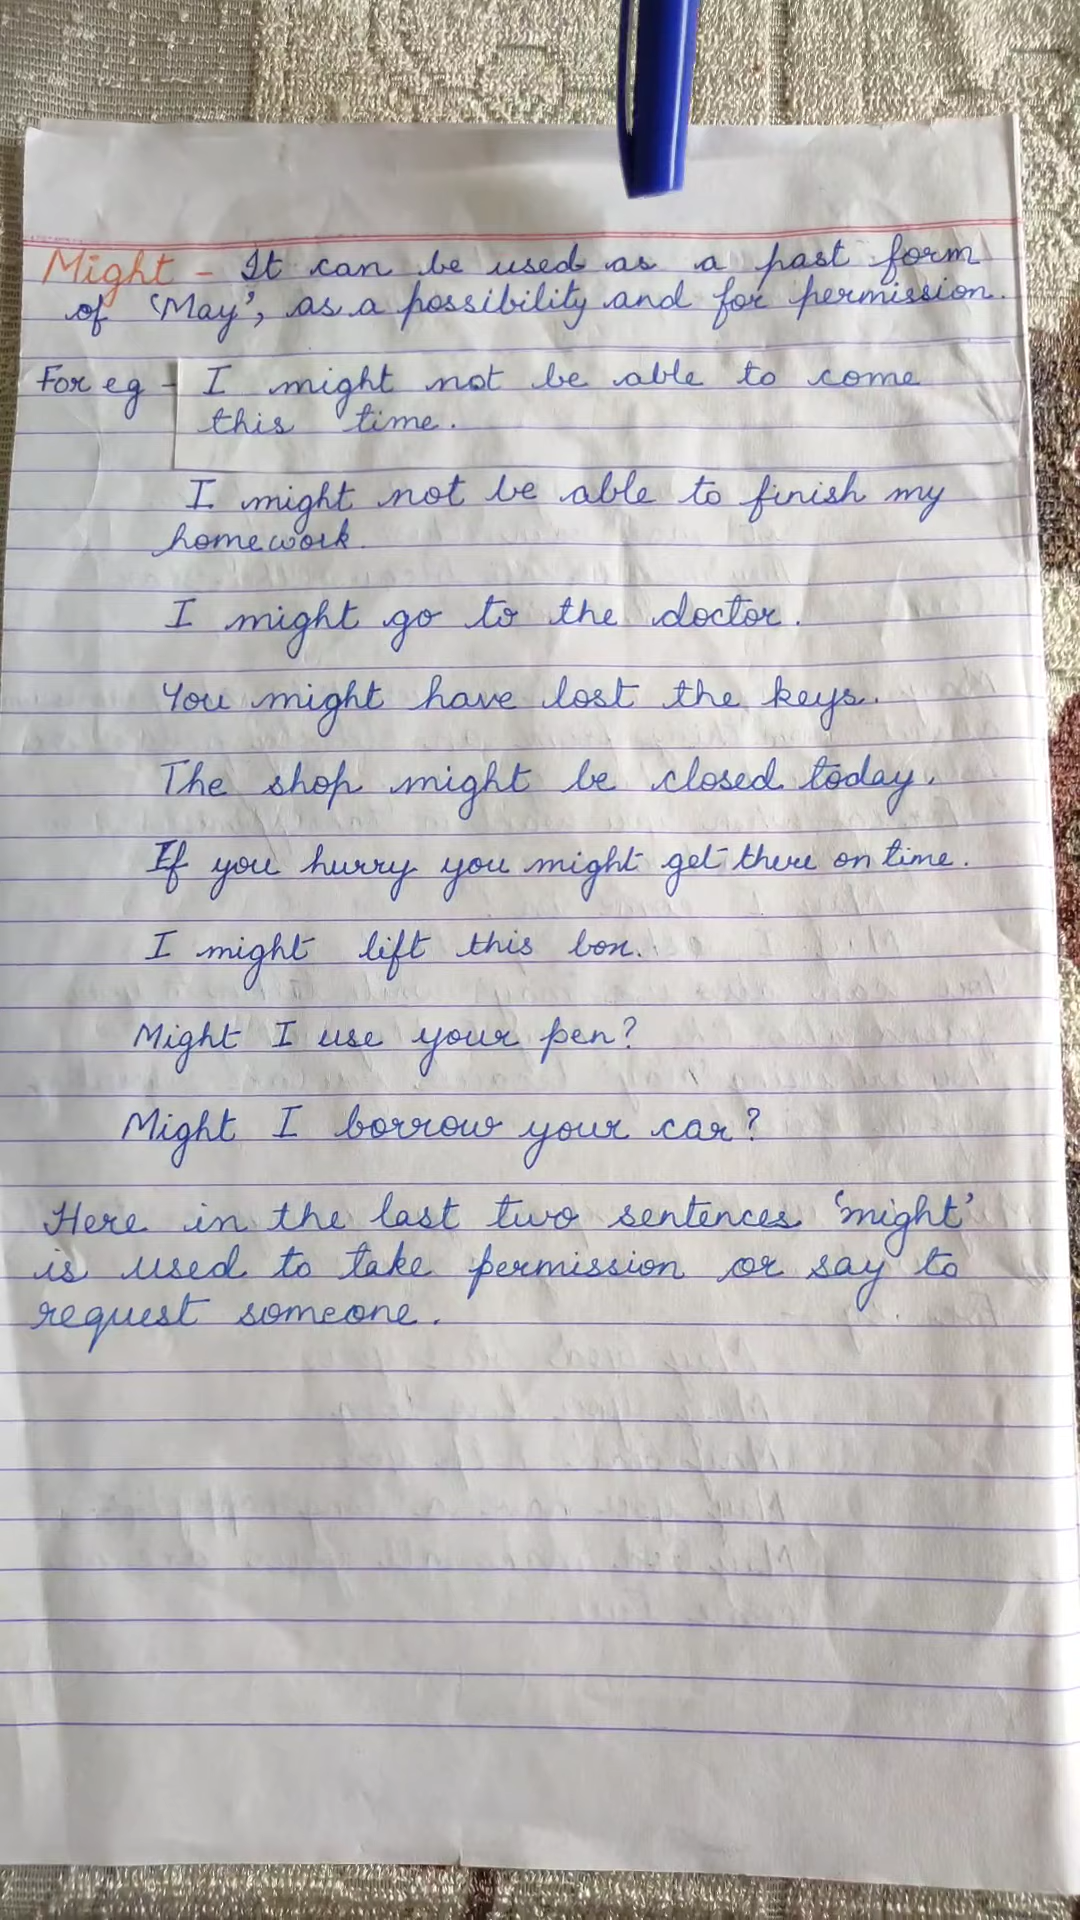 Might - It can be used as a past form
of 'May', as a possibility and for permission.
For eg - I might not be able to come
this time.
I might not be able to finish my
homework.
I might go to the doctor.
You might have lost the keys.
The shop might be closed today.
If you hurry you might get there on time.
I might lift this box.
Might I use your pen?
Might I borrow your car?
Here in the last two sentences 'might'
is used to take permission or say to
request someone.